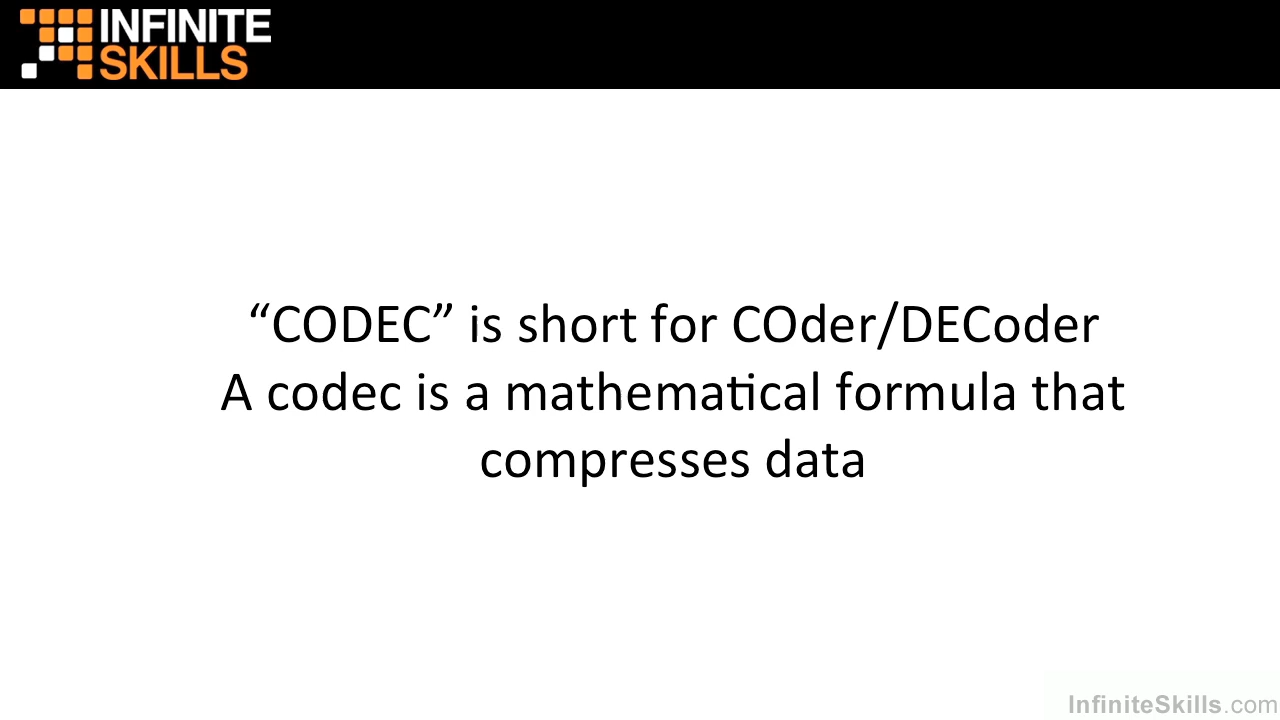 INFINITE
SKILLS
“CODEC” is short for COder/DECoder
A codec is a mathematical formula that
compresses data
InfiniteSkills.com